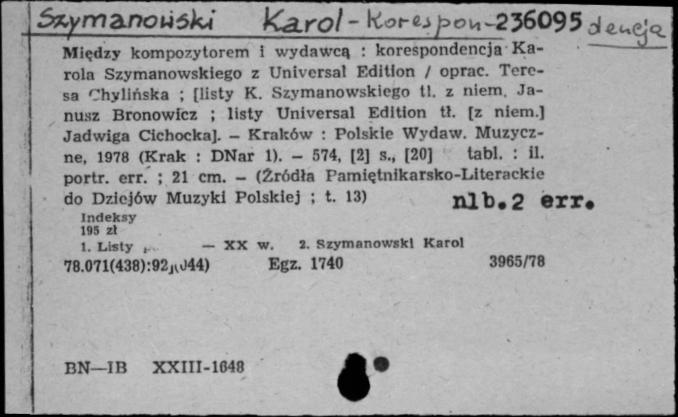 Szymanowski Karol - Korespon- 236095 dencja
Między kompozytorem i wydawcą : korespondencja Ka-
rola Szymanowskiego z Universal Edition / oprac. Tere-
sa Chylińska ; [listy K. Szymanowskiego tł. z niem. Ja-
nusz Bronowicz ; listy Universal Edition tł. [z niem.]
Jadwiga Cichocka]. — Kraków : Polskie Wydaw. Muzycz-
ne, 1978 (Krak : DNar 1). — 574, [2] s., [20] tabl. : il.
portr. err. ; 21 cm. — (Źródła Pamiętnikarsko-Literackie
do Dziejów Muzyki Polskiej ; t. 13) nlb.2 err.
Indeksy
195 zł
1. Listy — XX w. 2. Szymanowski Karol
78.071(438):92 Egz. 1740 3965/78
BN—IB XXIII-1648